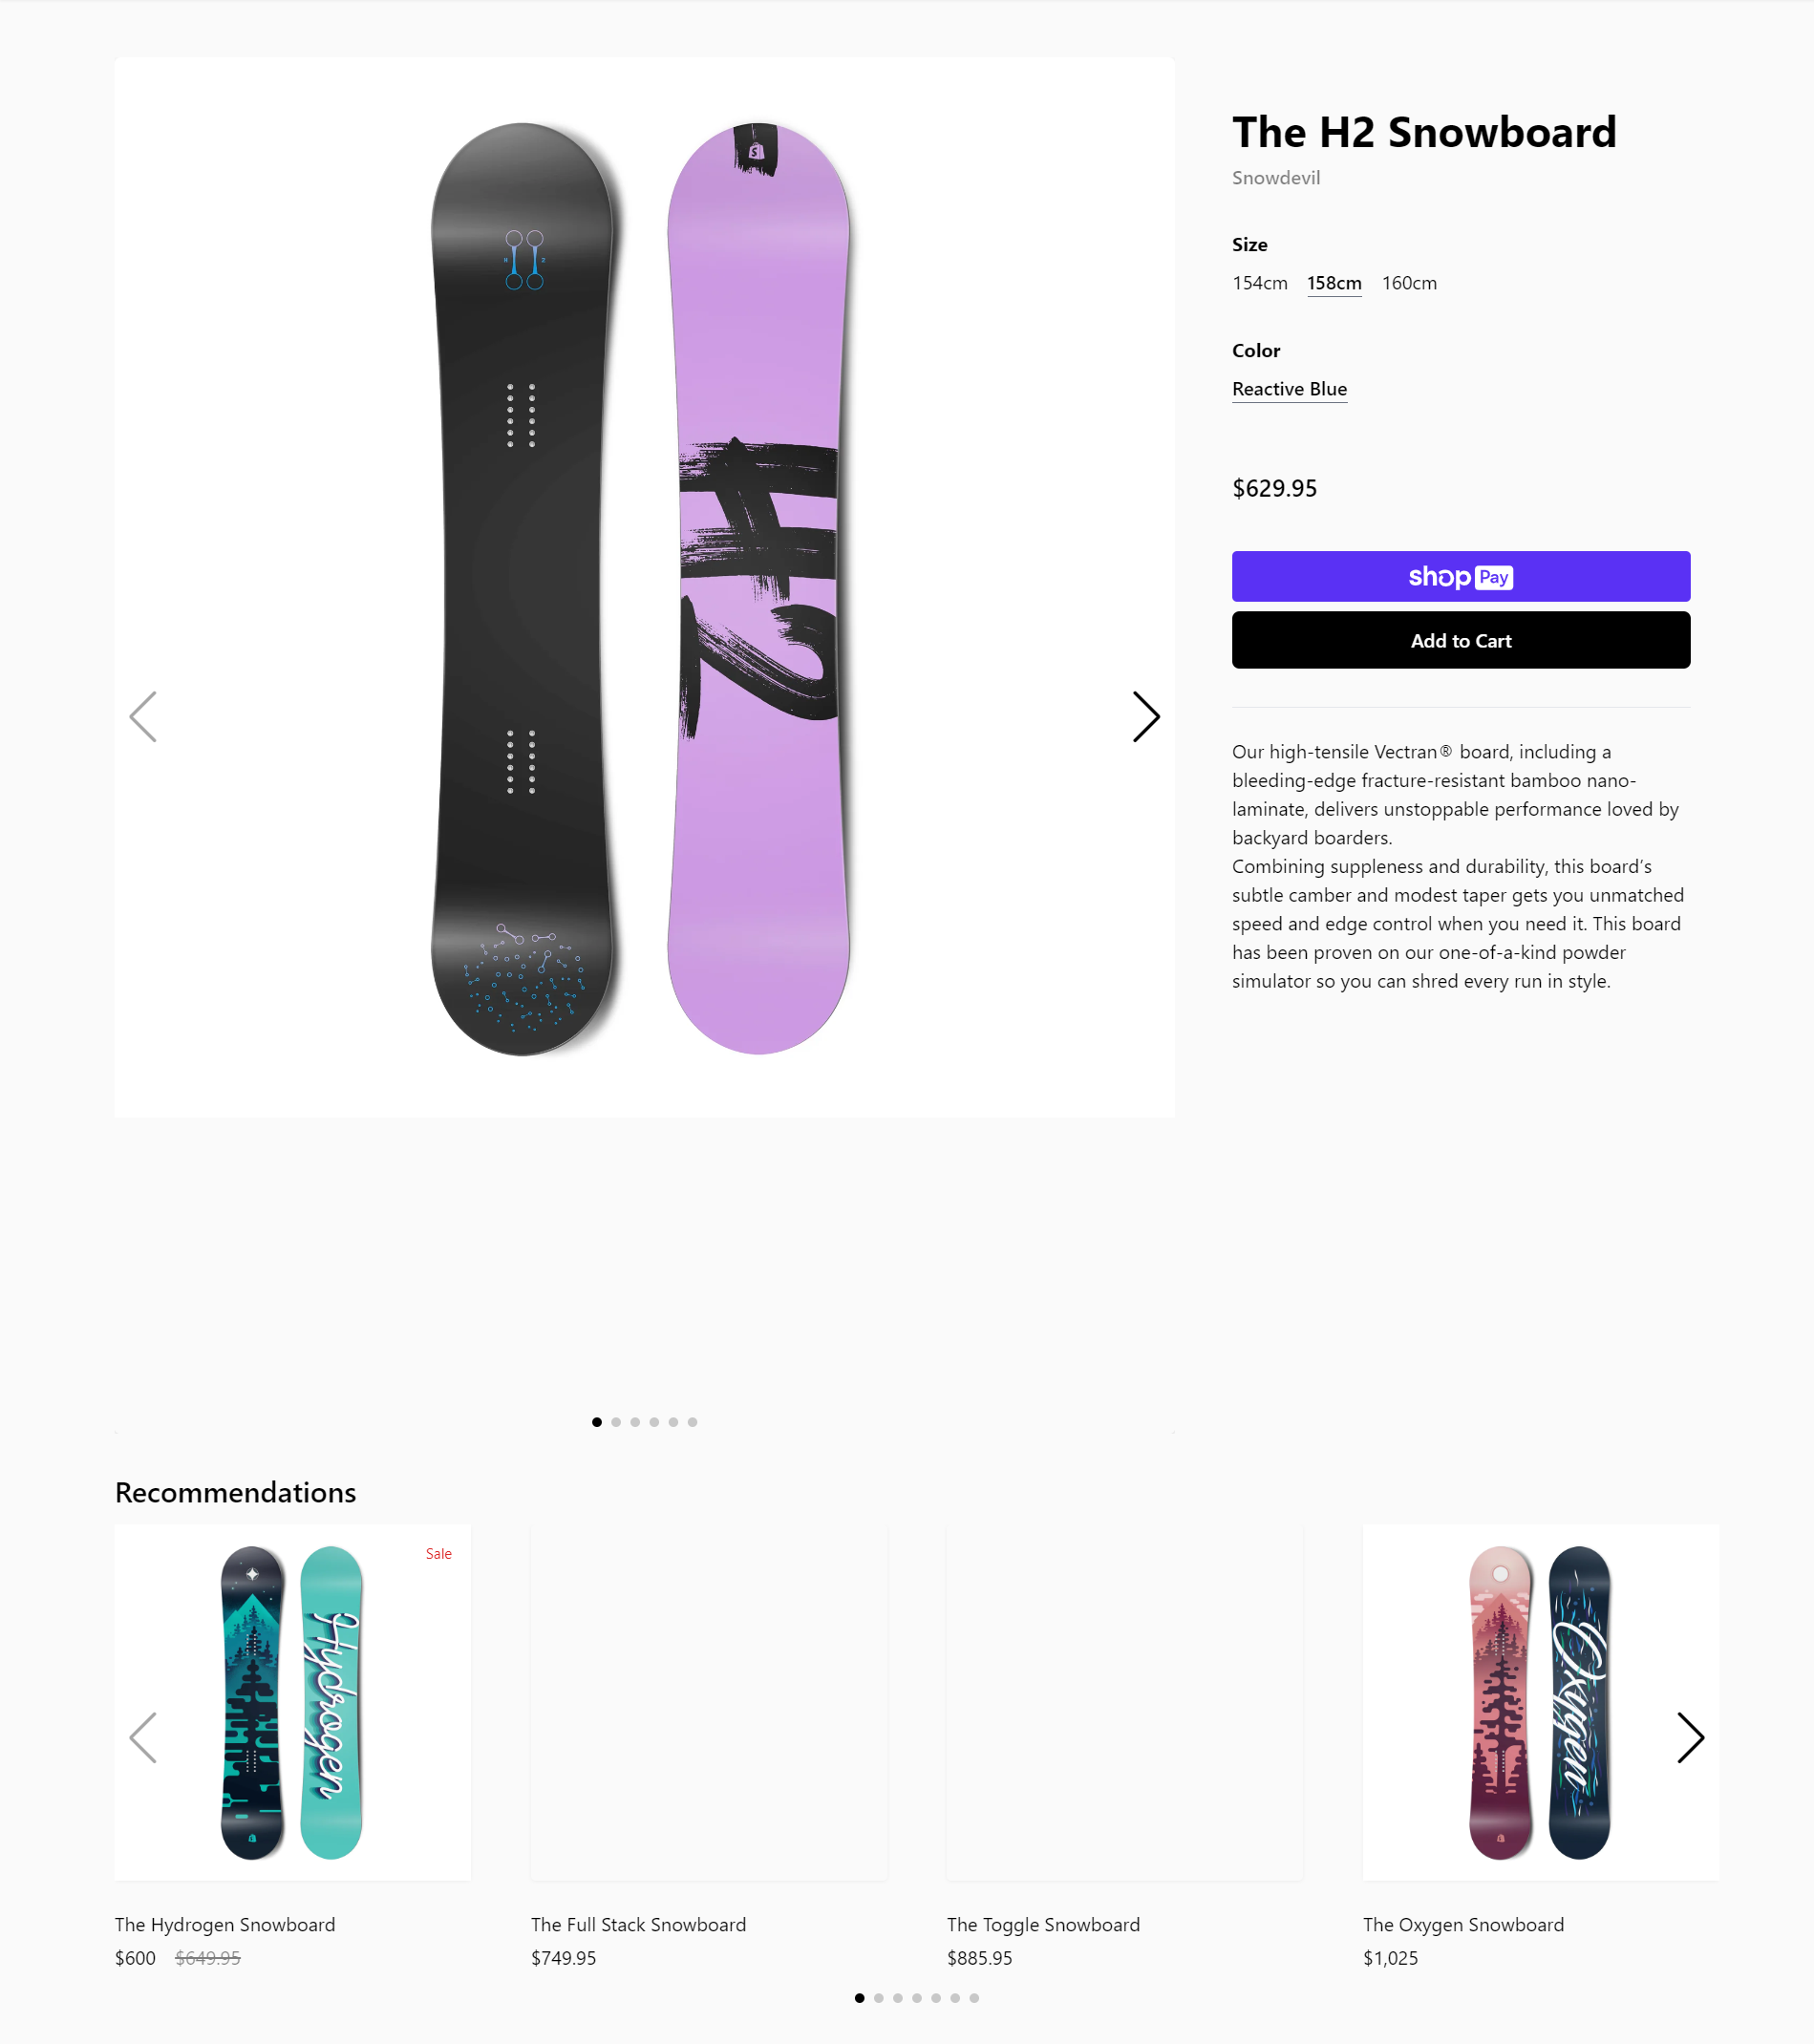 The H2 Snowboard
Snowdevil
Size
154cm 158cm 160cm
Color
Reactive Blue
$629.95
shop Pay
Add to Cart
Our high-tensile Vectran® board, including a
bleeding-edge fracture-resistant bamboo nano-
laminate, delivers unstoppable performance loved by
backyard boarders.
Combining suppleness and durability, this board’s
subtle camber and modest taper gets you unmatched
speed and edge control when you need it. This board
has been proven on our one-of-a-kind powder
simulator so you can shred every run in style.
Recommendations
Sale
Hydrogen
Oxygen
The Hydrogen Snowboard
$600 $649.95
The Full Stack Snowboard
$749.95
The Toggle Snowboard
$885.95
The Oxygen Snowboard
$1,025